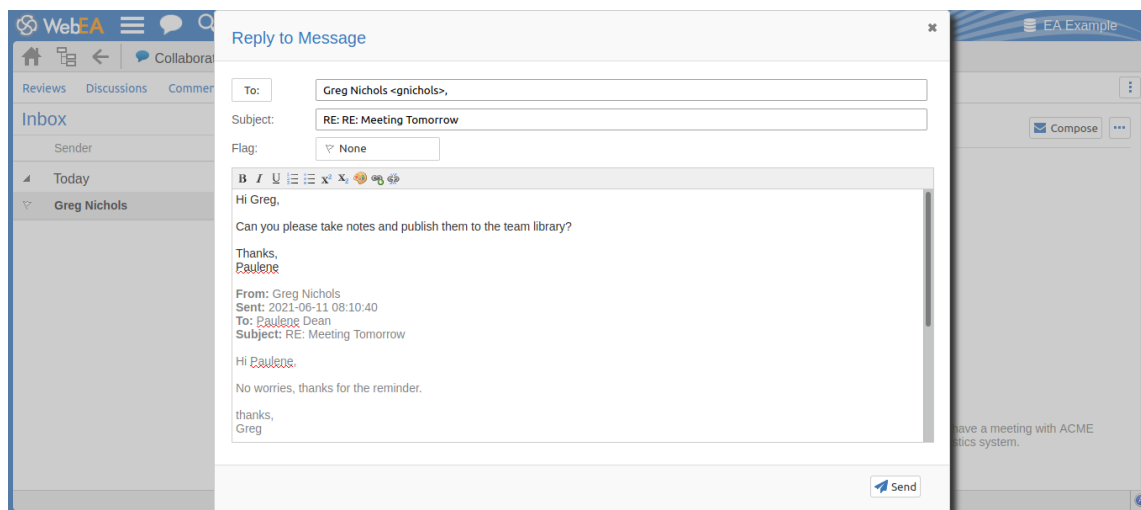 WebEA
EA Example
Collaborat
Reviews Discussions Commen
Inbox
Compose
Sender
Today
Greg Nichols
Reply to Message
To: Greg Nichols <gnichols>,
Subject: RE: RE: Meeting Tomorrow
Flag: None
B I U x² X₂
Hi Greg,
Can you please take notes and publish them to the team library?
Thanks,
Paulene
From: Greg Nichols
Sent: 2021-06-11 08:10:40
To: Paulene Dean
Subject: RE: Meeting Tomorrow
Hi Paulene,
No worries, thanks for the reminder.
thanks,
Greg
have a meeting with ACME
stics system.
Send